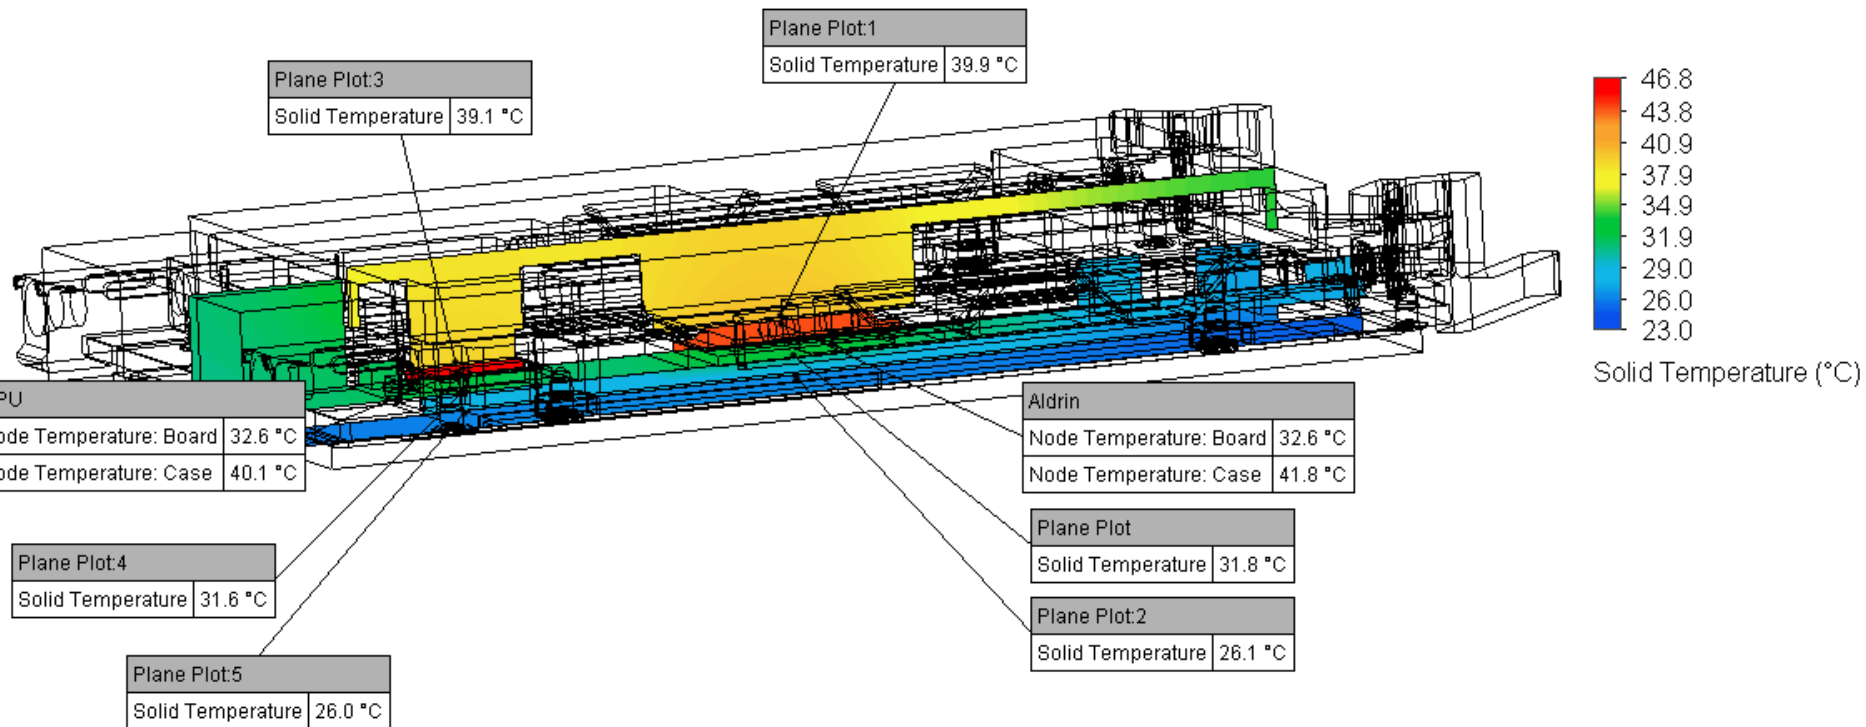 Plane Plot:1
Solid Temperature 39.9 °C
Plane Plot:3
Solid Temperature 39.1 °C
46.8
43.8
40.9
37.9
34.9
31.9
29.0
26.0
23.0
Solid Temperature (°C)
PU
ode Temperature: Board 32.6 °C
ode Temperature: Case 40.1 °C
Aldrin
Node Temperature: Board 32.6 °C
Node Temperature: Case 41.8 °C
Plane Plot
Solid Temperature 31.8 °C
Plane Plot:4
Solid Temperature 31.6 °C
Plane Plot:2
Solid Temperature 26.1 °C
Plane Plot:5
Solid Temperature 26.0 °C